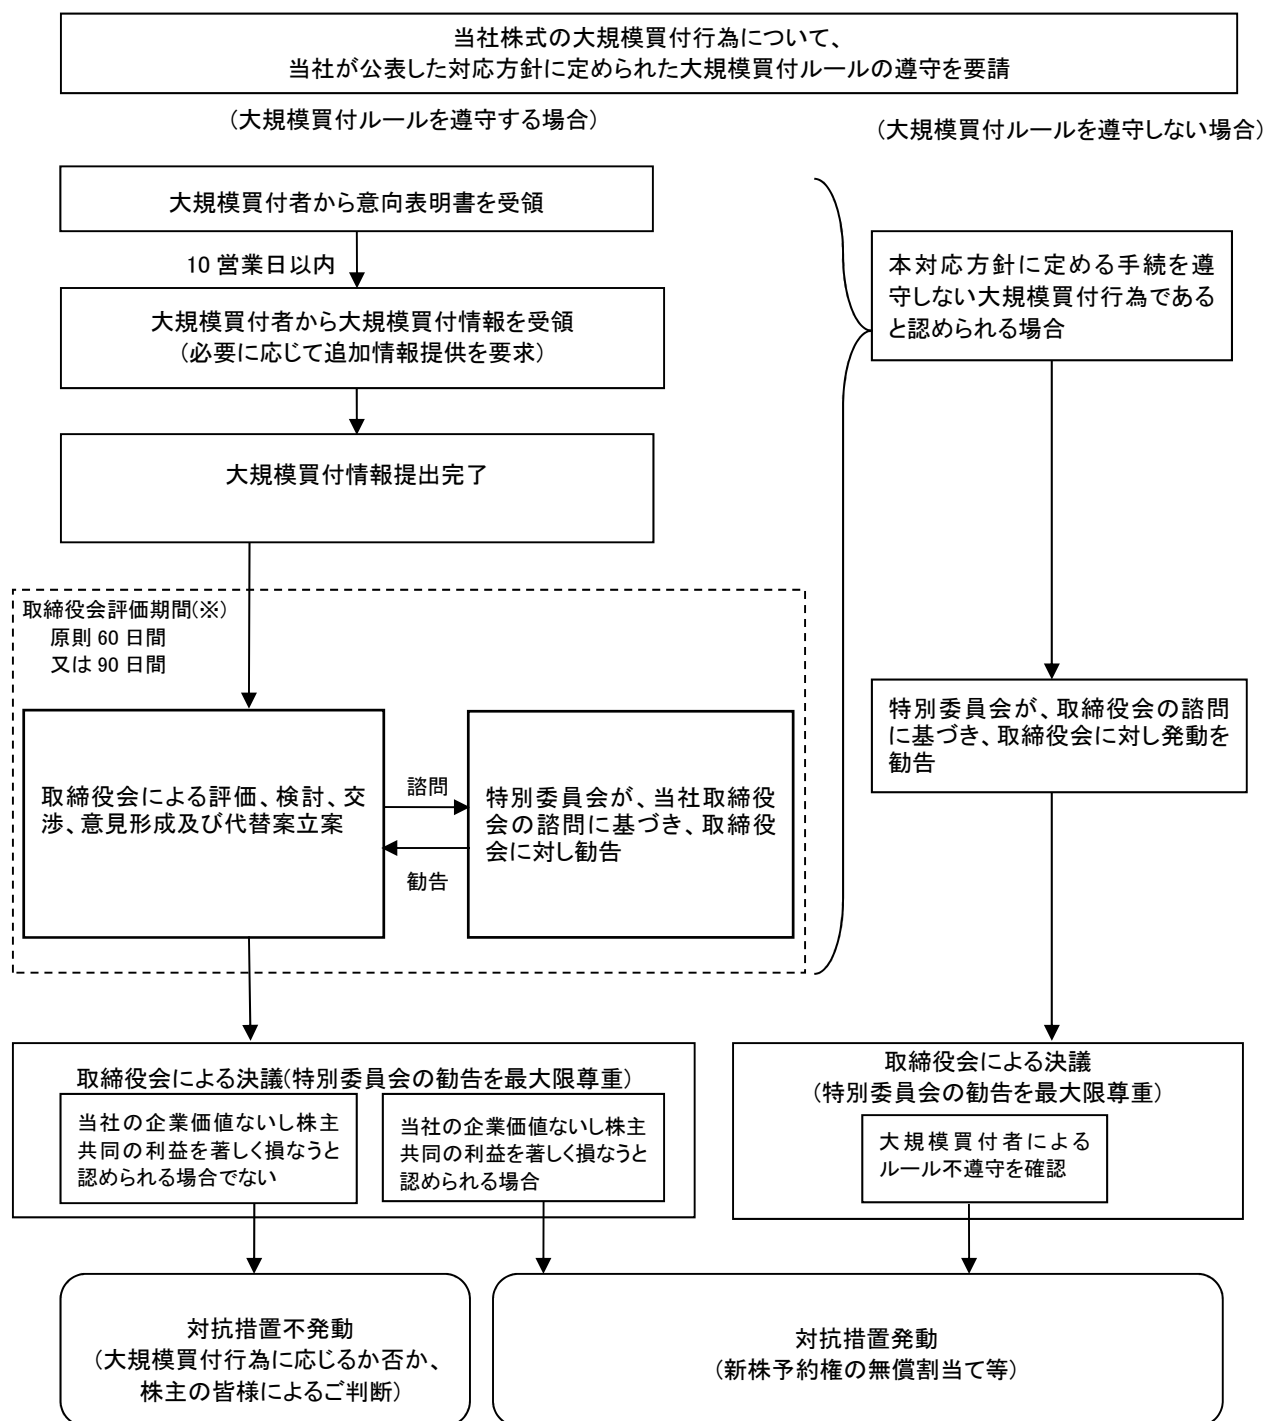 当社株式の大規模買付行為について、
当社が公表した対応方針に定められた大規模買付ルールの遵守を要請
(大規模買付ルールを遵守する場合)
(大規模買付ルールを遵守しない場合)
大規模買付者から意向表明書を受領
10 営業日以内
大規模買付者から大規模買付情報を受領
(必要に応じて追加情報提供を要求)
大規模買付情報提出完了
本対応方針に定める手続を遵
守しない大規模買付行為である
と認められる場合
取締役会評価期間(※)
原則 60 日間
又は 90 日間
取締役会による評価、検討、交
渉、意見形成及び代替案立案
諮問
勧告
特別委員会が、当社取締役
会の諮問に基づき、取締役
会に対し勧告
特別委員会が、取締役会の諮問
に基づき、取締役会に対し発動を
勧告
取締役会による決議(特別委員会の勧告を最大限尊重)
当社の企業価値ないし株主
共同の利益を著しく損なうと
認められる場合でない
当社の企業価値ないし株主
共同の利益を著しく損なうと
認められる場合
取締役会による決議
(特別委員会の勧告を最大限尊重)
大規模買付者による
ルール不遵守を確認
対抗措置不発動
(大規模買付行為に応じるか否か、
株主の皆様によるご判断)
対抗措置発動
(新株予約権の無償割当て等)